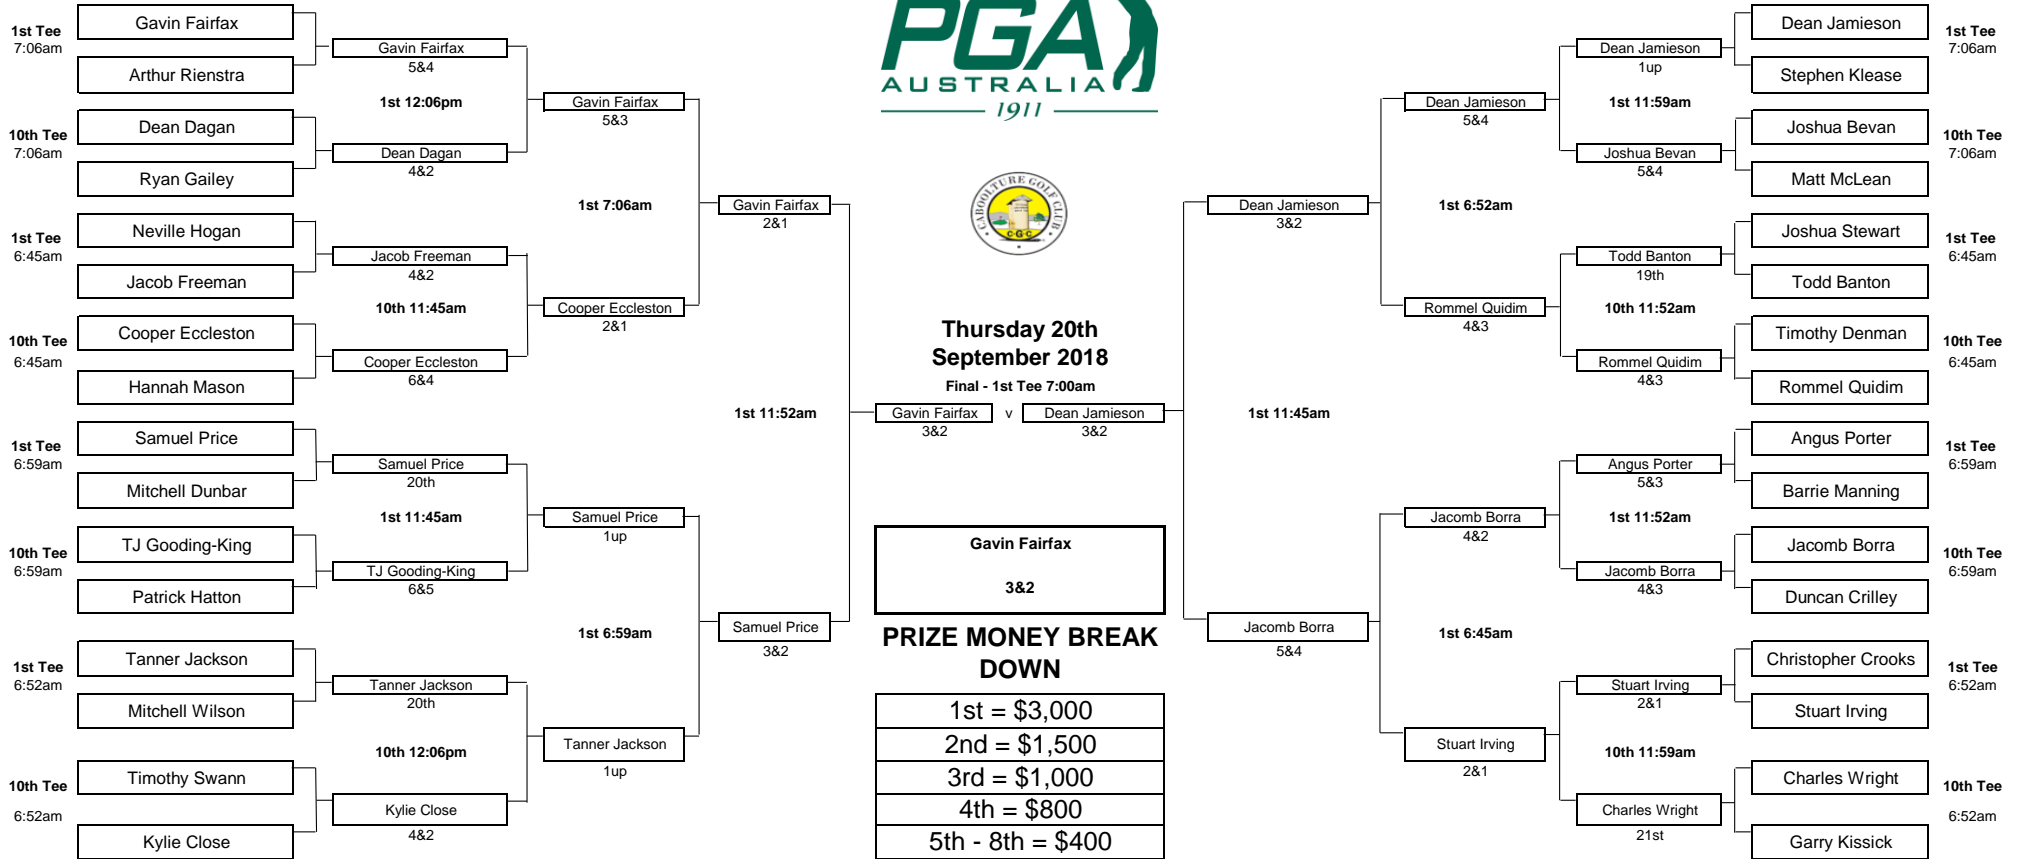 1st Tee
7:06am
Gavin Fairfax
Arthur Rienstra
10th Tee
7:06am
Dean Dagan
Ryan Gailey
1st Tee
6:45am
Neville Hogan
Jacob Freeman
10th Tee
6:45am
Cooper Eccleston
Hannah Mason
1st Tee
6:59am
Samuel Price
Mitchell Dunbar
10th Tee
6:59am
TJ Gooding-King
Patrick Hatton
1st Tee
6:52am
Tanner Jackson
Mitchell Wilson
10th Tee
6:52am
Timothy Swann
Kylie Close
Gavin Fairfax
5&4
1st 12:06pm
Dean Dagan
4&2
Jacob Freeman
4&2
10th 11:45am
Cooper Eccleston
6&4
Samuel Price
20th
1st 11:45am
TJ Gooding-King
6&5
Tanner Jackson
20th
10th 12:06pm
Kylie Close
4&2
Gavin Fairfax
5&3
1st 7:06am
Cooper Eccleston
2&1
Samuel Price
1up
1st 6:59am
Tanner Jackson
1up
Gavin Fairfax
2&1
1st 11:52am
Samuel Price
3&2
PGA
AUSTRALIA
1911
CABOOLTURE GOLF CLUB
CGC
Thursday 20th
September 2018
Final - 1st Tee 7:00am
Gavin Fairfax v Dean Jamieson
3&2 3&2
Gavin Fairfax
3&2
PRIZE MONEY BREAK
DOWN
1st = $3,000
2nd = $1,500
3rd = $1,000
4th = $800
5th - 8th = $400
Dean Jamieson
3&2
1st 11:45am
Jacomb Borra
5&4
Dean Jamieson
5&4
1st 6:52am
Rommel Quidim
4&3
Jacomb Borra
4&2
1st 6:45am
Stuart Irving
2&1
Dean Jamieson
1up
1st 11:59am
Joshua Bevan
5&4
Todd Banton
19th
10th 11:52am
Rommel Quidim
4&3
Angus Porter
5&3
1st 11:52am
Jacomb Borra
4&3
Stuart Irving
2&1
10th 11:59am
Charles Wright
21st
Dean Jamieson
Stephen Klease
1st Tee
7:06am
Joshua Bevan
Matt McLean
10th Tee
7:06am
Joshua Stewart
Todd Banton
1st Tee
6:45am
Timothy Denman
Rommel Quidim
10th Tee
6:45am
Angus Porter
Barrie Manning
1st Tee
6:59am
Jacomb Borra
Duncan Crilley
10th Tee
6:59am
Christopher Crooks
Stuart Irving
1st Tee
6:52am
Charles Wright
Garry Kissick
10th Tee
6:52am